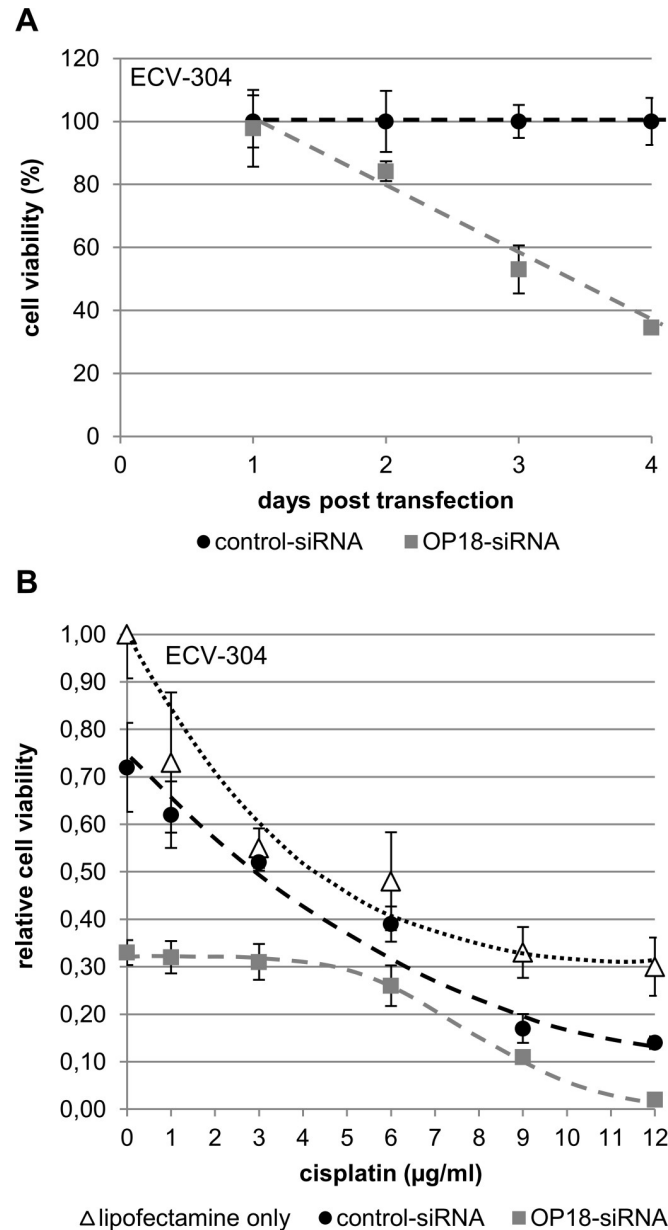 A
120
ECV-304
100
80
60
40
20
0
cell viability (%)
0 1 2 3 4
days post transfection
● control-siRNA ■ OP18-siRNA
B
1,00
ECV-304
0,90
0,80
0,70
0,60
0,50
0,40
0,30
0,20
0,10
0,00
relative cell viability
0 1 2 3 4 5 6 7 8 9 10 11 12
cisplatin (µg/ml)
△ lipofectamine only ● control-siRNA ■ OP18-siRNA